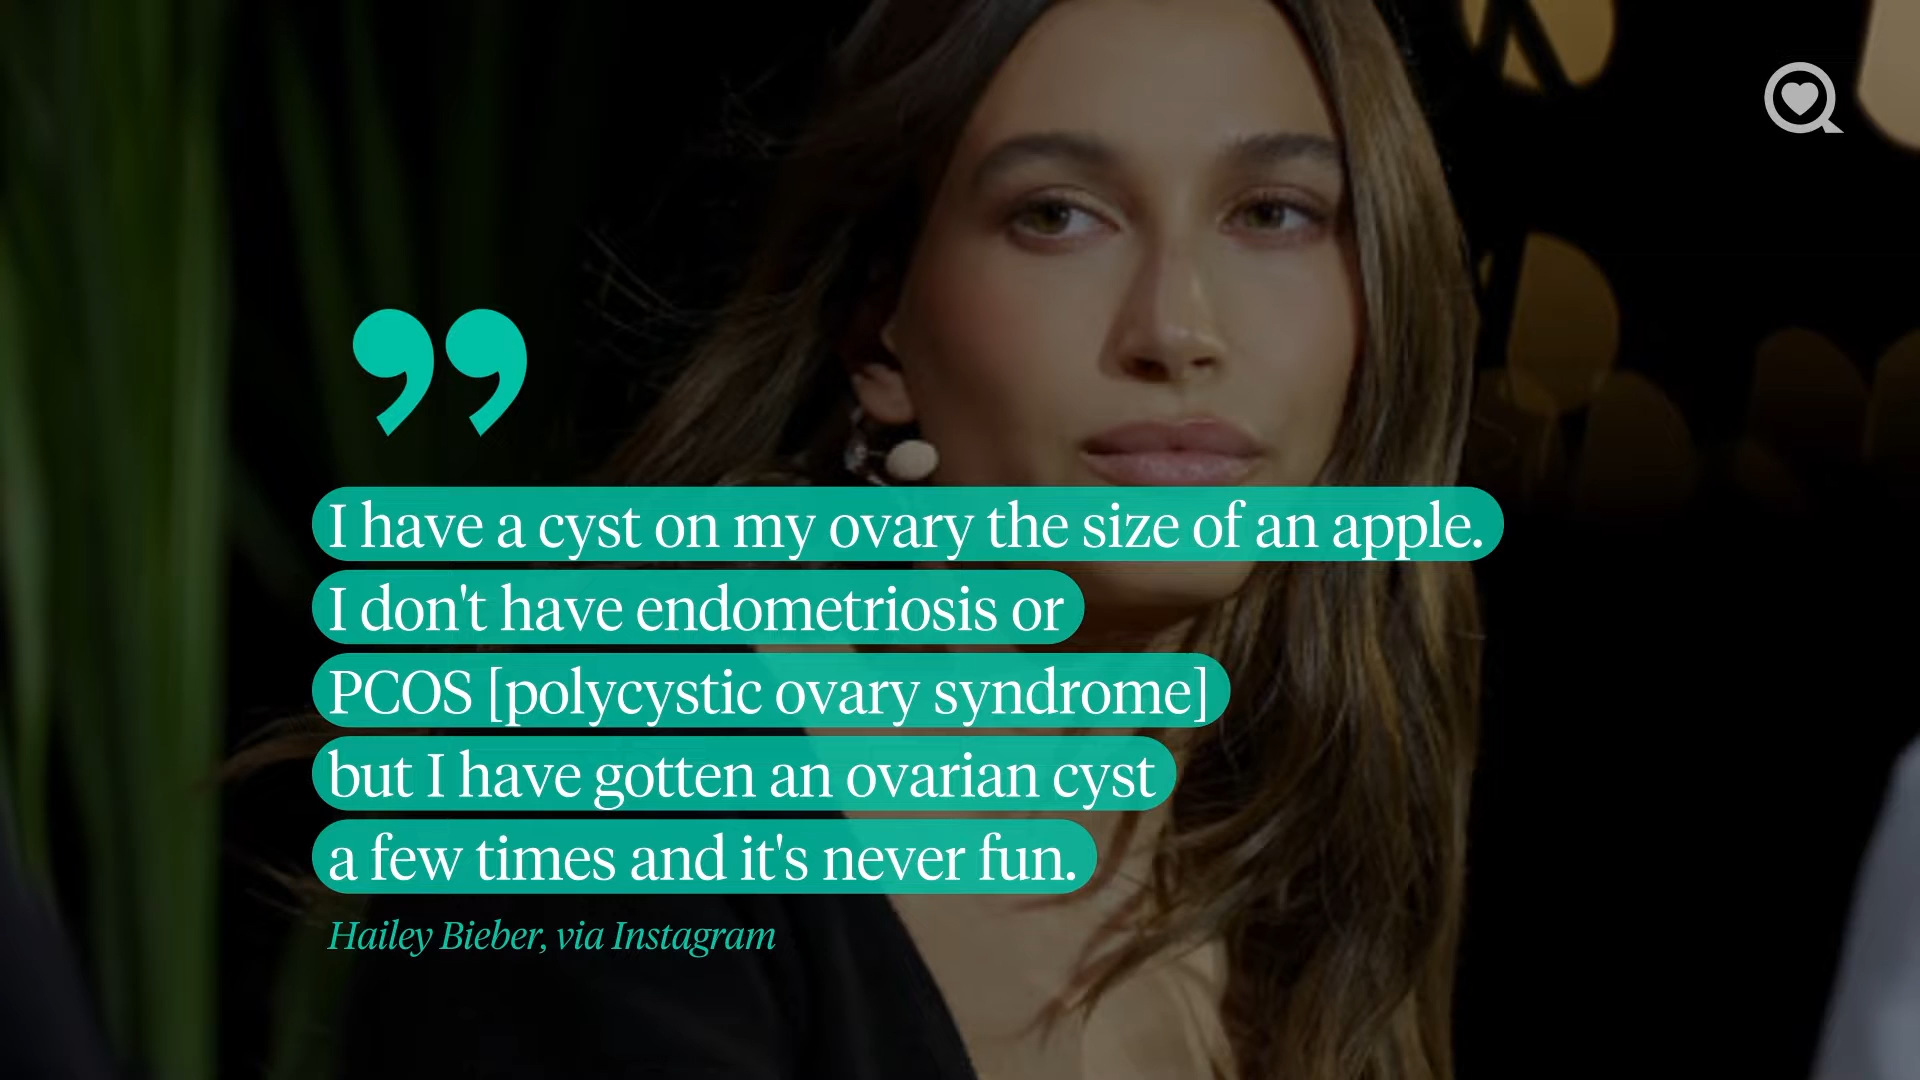 ”
I have a cyst on my ovary the size of an apple.
I don't have endometriosis or
PCOS [polycystic ovary syndrome]
but I have gotten an ovarian cyst
a few times and it's never fun.
Hailey Bieber, via Instagram